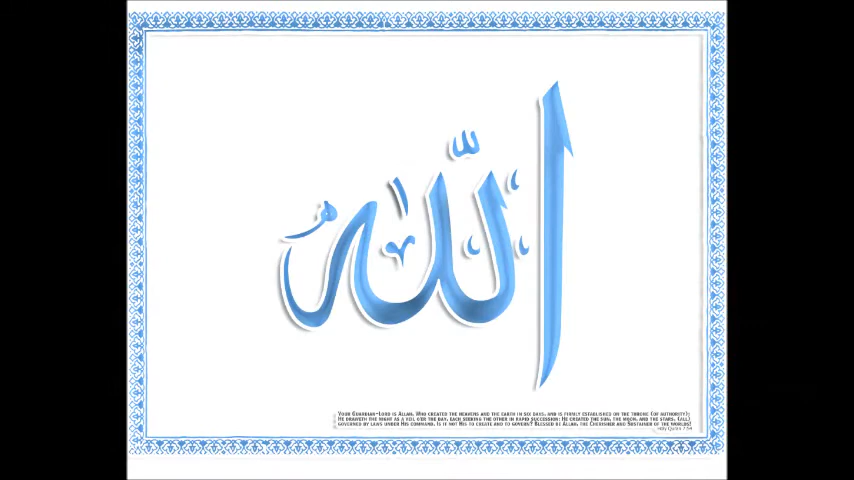 الله
Your Guardian-Lord is Allah, Who created the heavens and the earth in six days, and is firmly established on the throne (of authority):
He draweth the night as a veil o'er the day, each seeking the other in rapid succession: He created the sun, the moon, and the stars, (all)
governed by laws under His command. Is it not His to create and to govern? Blessed be Allah, the Cherisher and Sustainer of the worlds!
Holy Quran 7:54